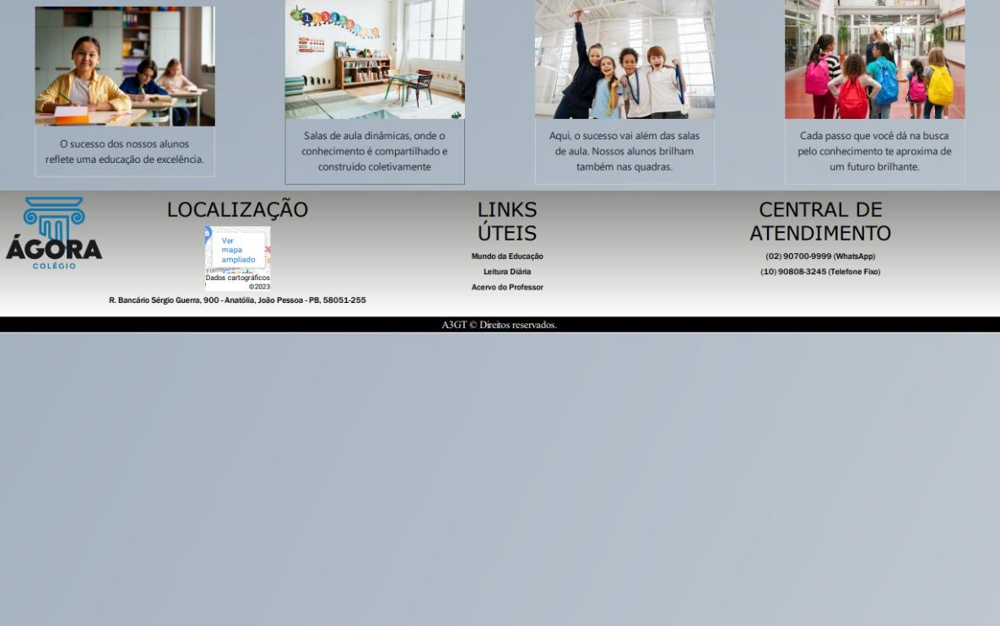 O sucesso dos nossos alunos
reflete uma educação de excelência.
Salas de aula dinâmicas, onde o
conhecimento é compartilhado e
construído coletivamente
Aqui, o sucesso vai além das salas
de aula. Nossos alunos brilham
também nas quadras.
Cada passo que você dá na busca
pelo conhecimento te aproxima de
um futuro brilhante.
ÁGORA
COLÉGIO
LOCALIZAÇÃO
Ver
mapa
ampliado
Dados cartográficos
©2023
R. Bancário Sérgio Guerra, 900 - Anatólia, João Pessoa - PB, 58051-255
LINKS
ÚTEIS
Mundo da Educação
Leitura Diária
Acervo do Professor
CENTRAL DE
ATENDIMENTO
(02) 90700-9999 (WhatsApp)
(10) 90808-3245 (Telefone Fixo)
A3GT © Direitos reservados.